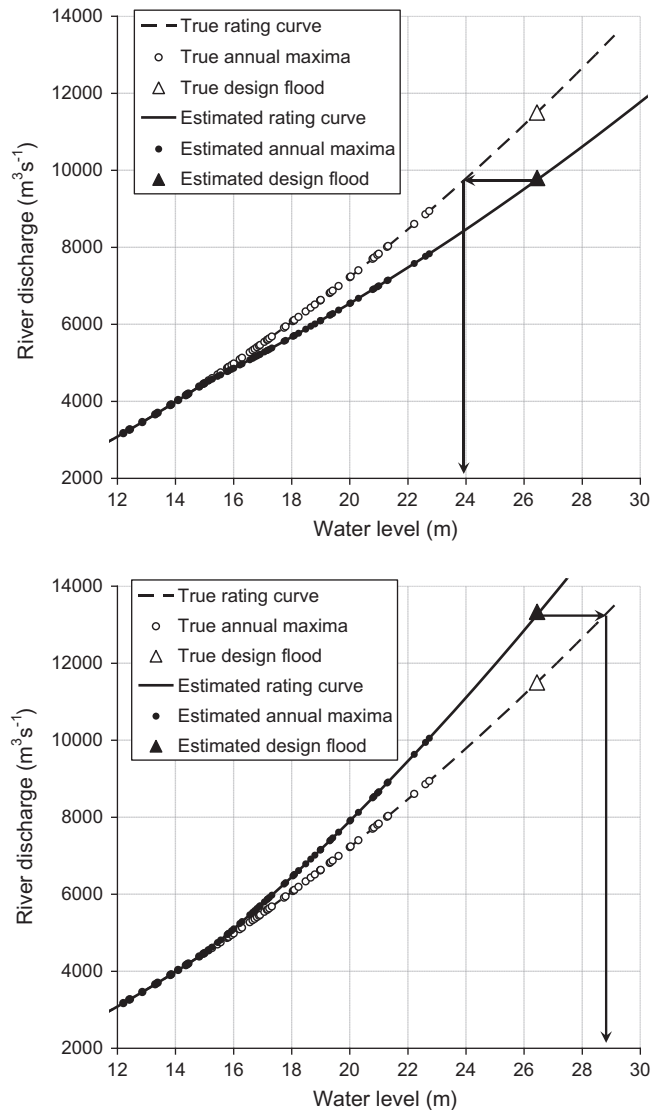 14000
12000
10000
8000
6000
4000
2000
River discharge (m³s⁻¹)
True rating curve
True annual maxima
True design flood
Estimated rating curve
Estimated annual maxima
Estimated design flood
12 14 16 18 20 22 24 26 28 30
Water level (m)
14000
12000
10000
8000
6000
4000
2000
River discharge (m³s⁻¹)
True rating curve
True annual maxima
True design flood
Estimated rating curve
Estimated annual maxima
Estimated design flood
12 14 16 18 20 22 24 26 28 30
Water level (m)